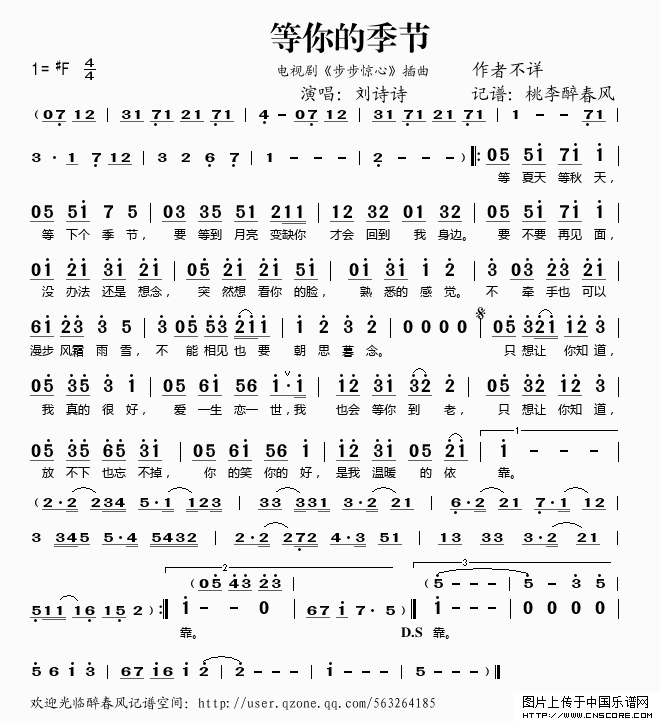 等你的季节
1= #F 4/4
电视剧《步步惊心》插曲 作者不详
演唱：刘诗诗 记谱：桃李醉春风
( 07 12 | 31 71 21 71 | 4 - 07 12 | 31 71 21 71 | 1 - - 71 |
3 · 1 7 12 | 3 2 6 7 | 1 - - - | 2 - - - ) ‖: 05 51 71 1 |
等 夏天 等秋 天，
05 51 7 5 | 03 35 51 211 | 12 32 01 32 | 05 51 71 1 |
等 下个 季 节， 要 等到 月亮 变缺你 才会 回到 我 身边。 要 不要 再见 面，
01 21 31 21 | 05 21 31 21 | 12 31 21 | 3 03 23 21 |
没 办法 还是 想念， 突 然想 看你 的脸， 熟 悉的 感 觉。 不 牵 手也 可以
61 23 3 5 | 3 05 53 211 | 1 2 3 2 | 0 0 0 0 | 05 321 12 3 |
漫步 风霜 雨 雪， 不 能相 见也 要 朝 思 暮 念。 只 想让 你知 道，
05 35 3 1 | 05 61 56 1·1 | 12 31 32 2 | 05 32 12 3 |
我 真的 很 好， 爱 一生 恋一 世，我 也会 等你 到 老， 只 想让 你知 道，
05 35 65 31 | 05 61 56 1 | 12 31 05 21 | 1 - - - |
放 不下 也忘 不掉， 你 的笑 你的 好， 是我 温暖 的 依 靠。
1
( 2·2 234 5·1 123 | 33 331 3·2 21 | 6·2 21 7·1 12 |
3 345 5·4 5432 | 2·2 272 4·3 51 | 13 33 3·2 21 |
2 3
( 05 43 23 | ( 5 - - - | 5 - 3 5 |
511 16 15 2 ) :‖ 1 - - 0 | 67 1 7· 5 ) ‖ 1 - - - | 0 0 0 0 |
靠。 D.S 靠。
5 6 1 3 | 67 16 1 2 | 2 - - - | 2 3 2 7 | 5 - - - ) ‖
欢迎光临醉春风记谱空间：http://user.qzone.qq.com/563264185
图片上传于中国乐谱网
HTTP://WWW.CNSCORE.COM